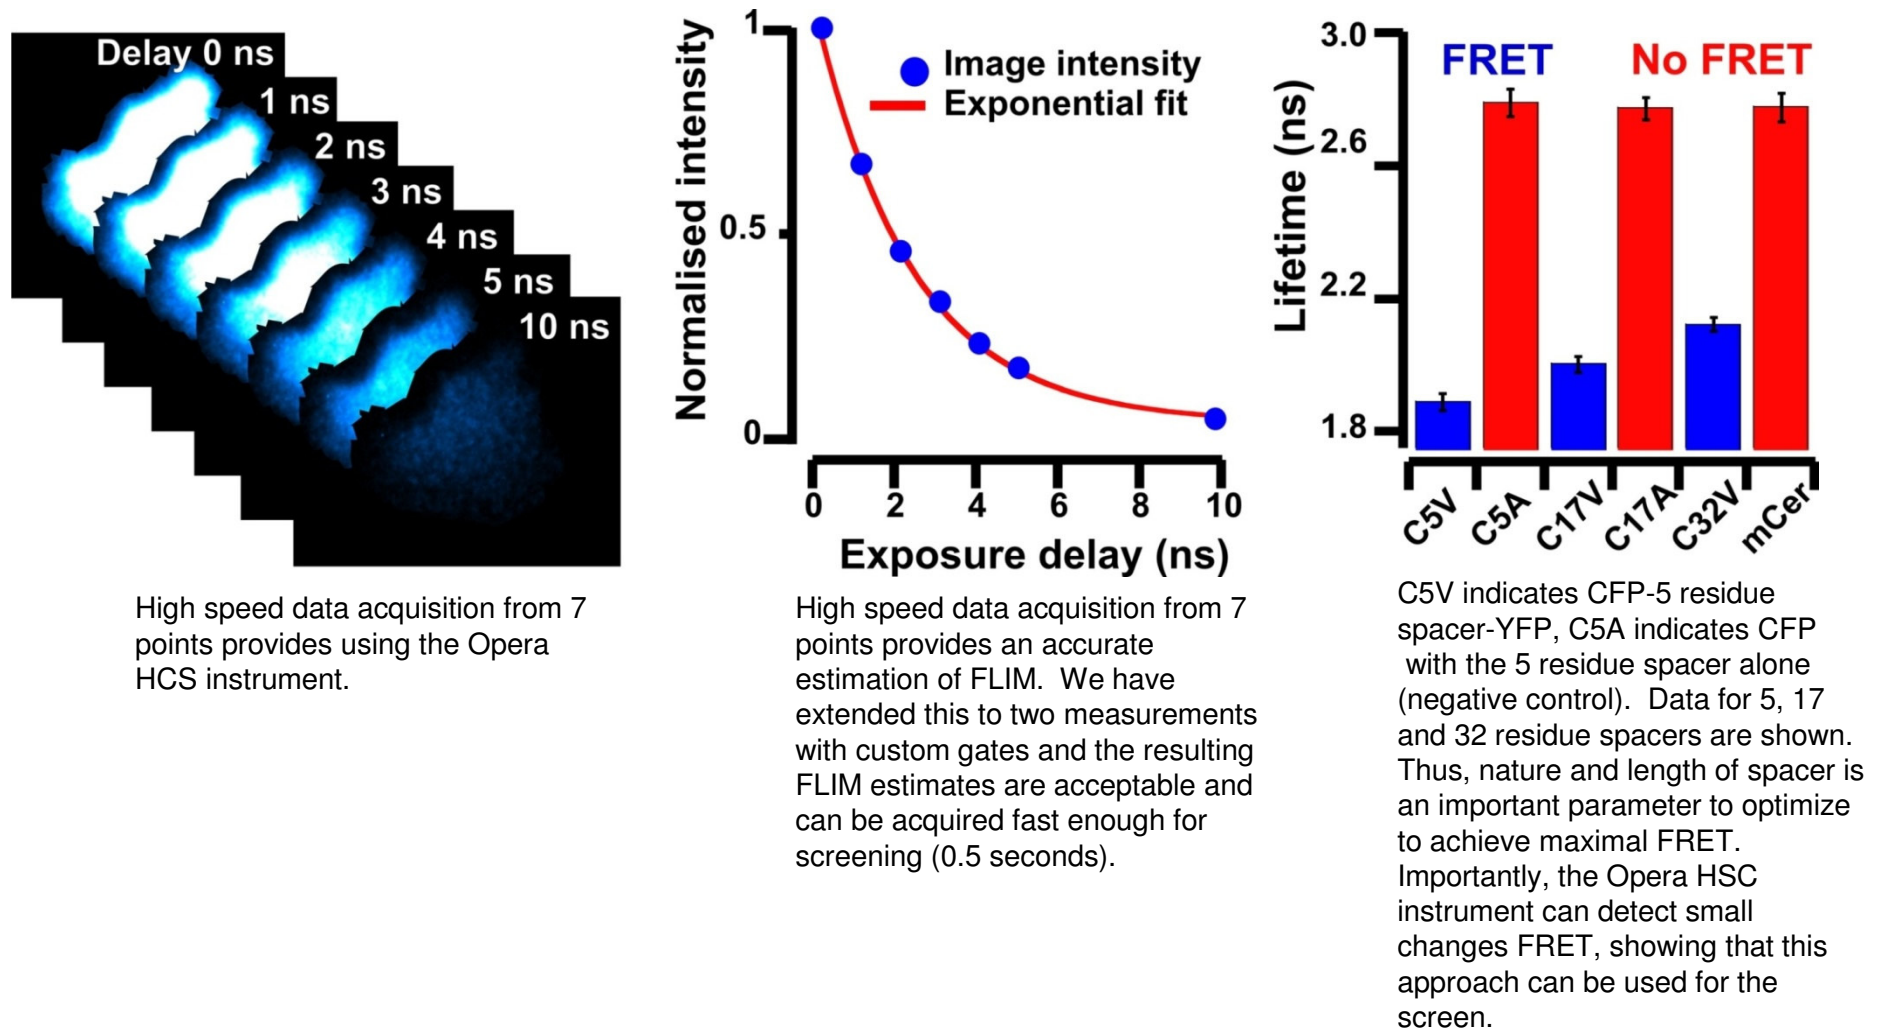 Delay 0 ns
1 ns
2 ns
3 ns
4 ns
5 ns
10 ns
High speed data acquisition from 7
points provides using the Opera
HCS instrument.
Normalised intensity
1
0.5
0
Image intensity
Exponential fit
0 2 4 6 8 10
Exposure delay (ns)
High speed data acquisition from 7
points provides an accurate
estimation of FLIM. We have
extended this to two measurements
with custom gates and the resulting
FLIM estimates are acceptable and
can be acquired fast enough for
screening (0.5 seconds).
Lifetime (ns)
3.0
2.6
2.2
1.8
FRET
No FRET
C5V
C5A
C17V
C17A
C32V
mCer
C5V indicates CFP-5 residue
spacer-YFP, C5A indicates CFP
with the 5 residue spacer alone
(negative control). Data for 5, 17
and 32 residue spacers are shown.
Thus, nature and length of spacer is
an important parameter to optimize
to achieve maximal FRET.
Importantly, the Opera HSC
instrument can detect small
changes FRET, showing that this
approach can be used for the
screen.